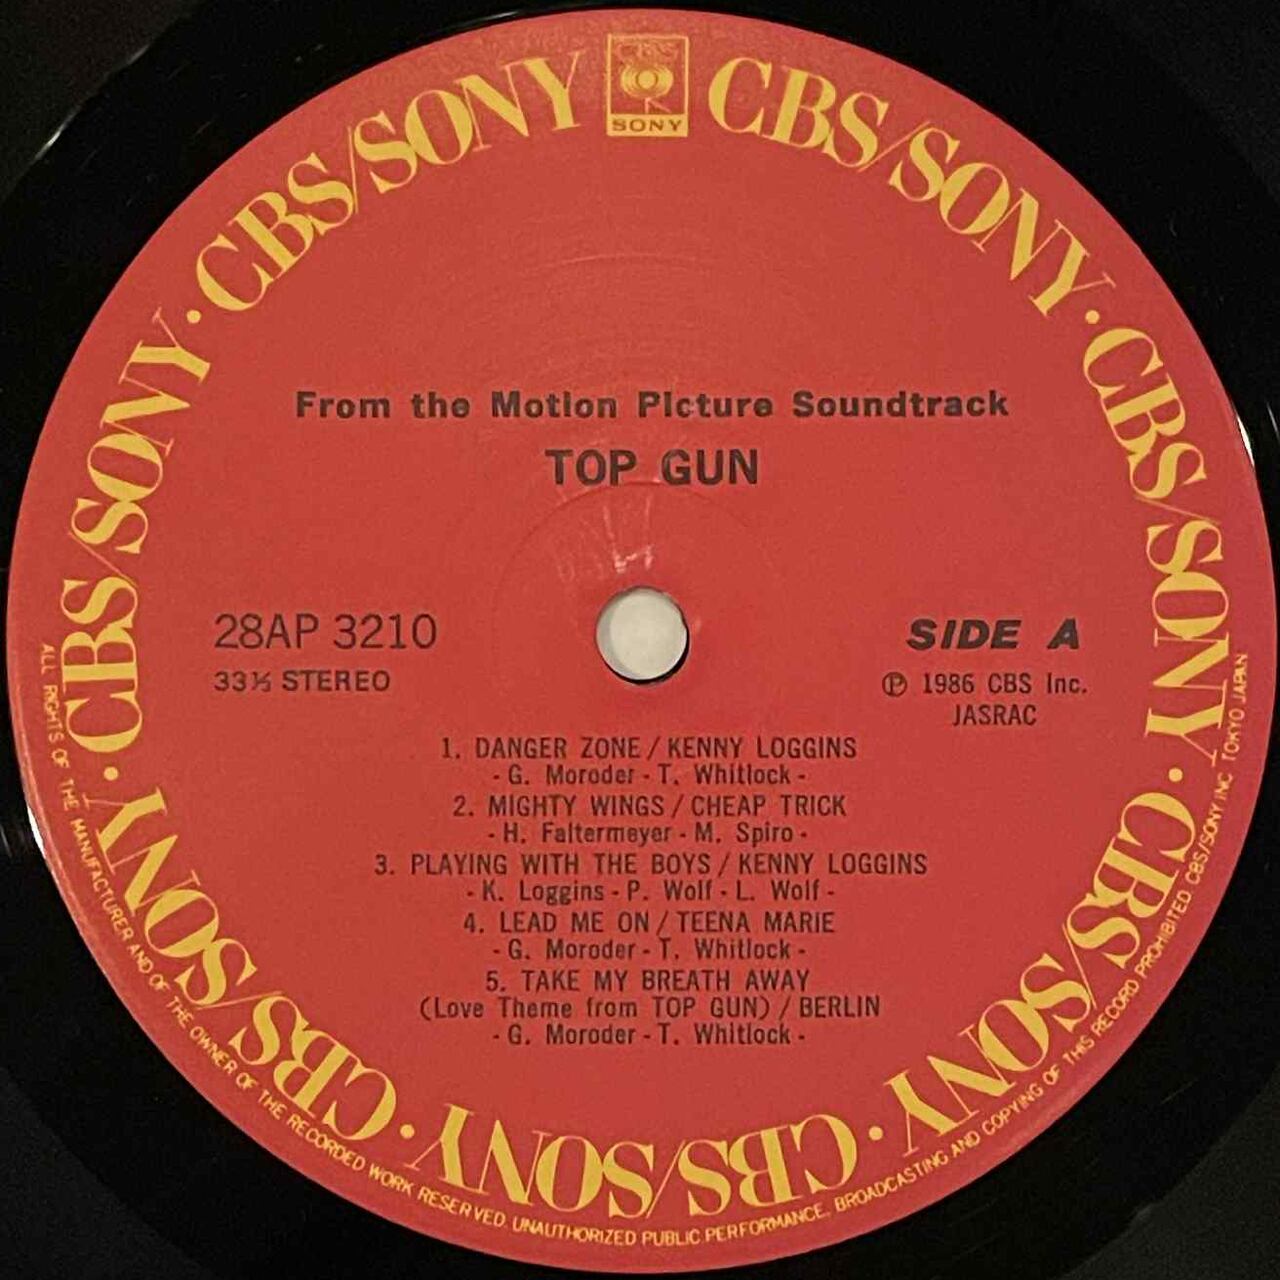 CBS
SONY
CBS/SONY · CBS/SONY · CBS/SONY · CBS/SONY · CBS/SONY · CBS/SONY · CBS/SONY
From the Motion Picture Soundtrack
TOP GUN
28AP 3210
33⅓ STEREO
SIDE A
Ⓟ 1986 CBS Inc.
JASRAC
1. DANGER ZONE / KENNY LOGGINS
- G. Moroder - T. Whitlock -
2. MIGHTY WINGS / CHEAP TRICK
- H. Faltermeyer - M. Spiro -
3. PLAYING WITH THE BOYS / KENNY LOGGINS
- K. Loggins - P. Wolf - L. Wolf -
4. LEAD ME ON / TEENA MARIE
- G. Moroder - T. Whitlock -
5. TAKE MY BREATH AWAY
(Love Theme from TOP GUN) / BERLIN
- G. Moroder - T. Whitlock -
ALL RIGHTS OF THE MANUFACTURER AND OF THE OWNER OF THE RECORDED WORK RESERVED. UNAUTHORIZED PUBLIC PERFORMANCE, BROADCASTING AND COPYING OF THIS RECORD PROHIBITED CBS/SONY INC TOKYO JAPAN